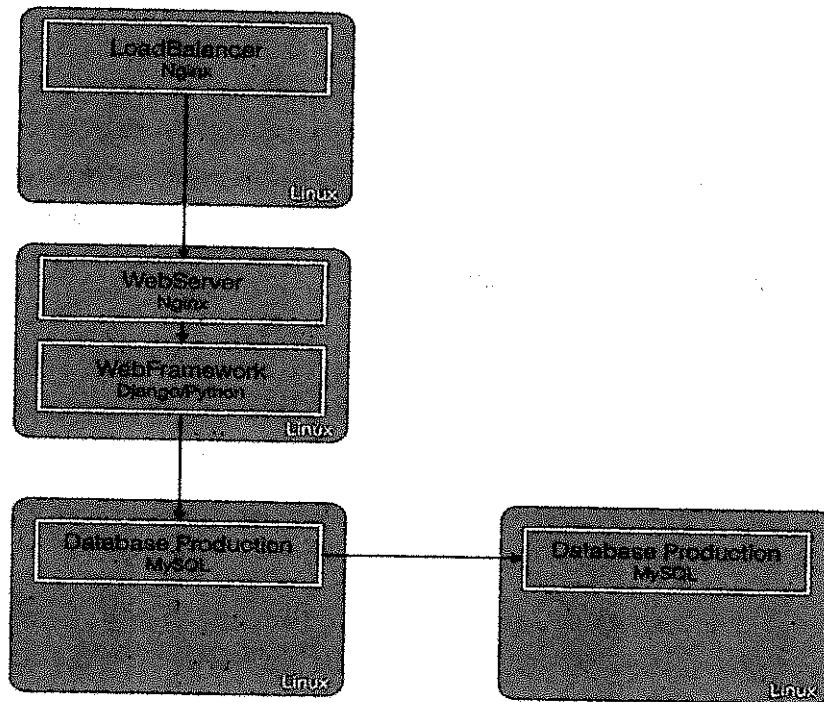 LoadBalancer
Nginx
Linux
WebServer
Nginx
WebFramework
Django/Python
Linux
Database Production
MySQL
Linux
Database Production
MySQL
Linux